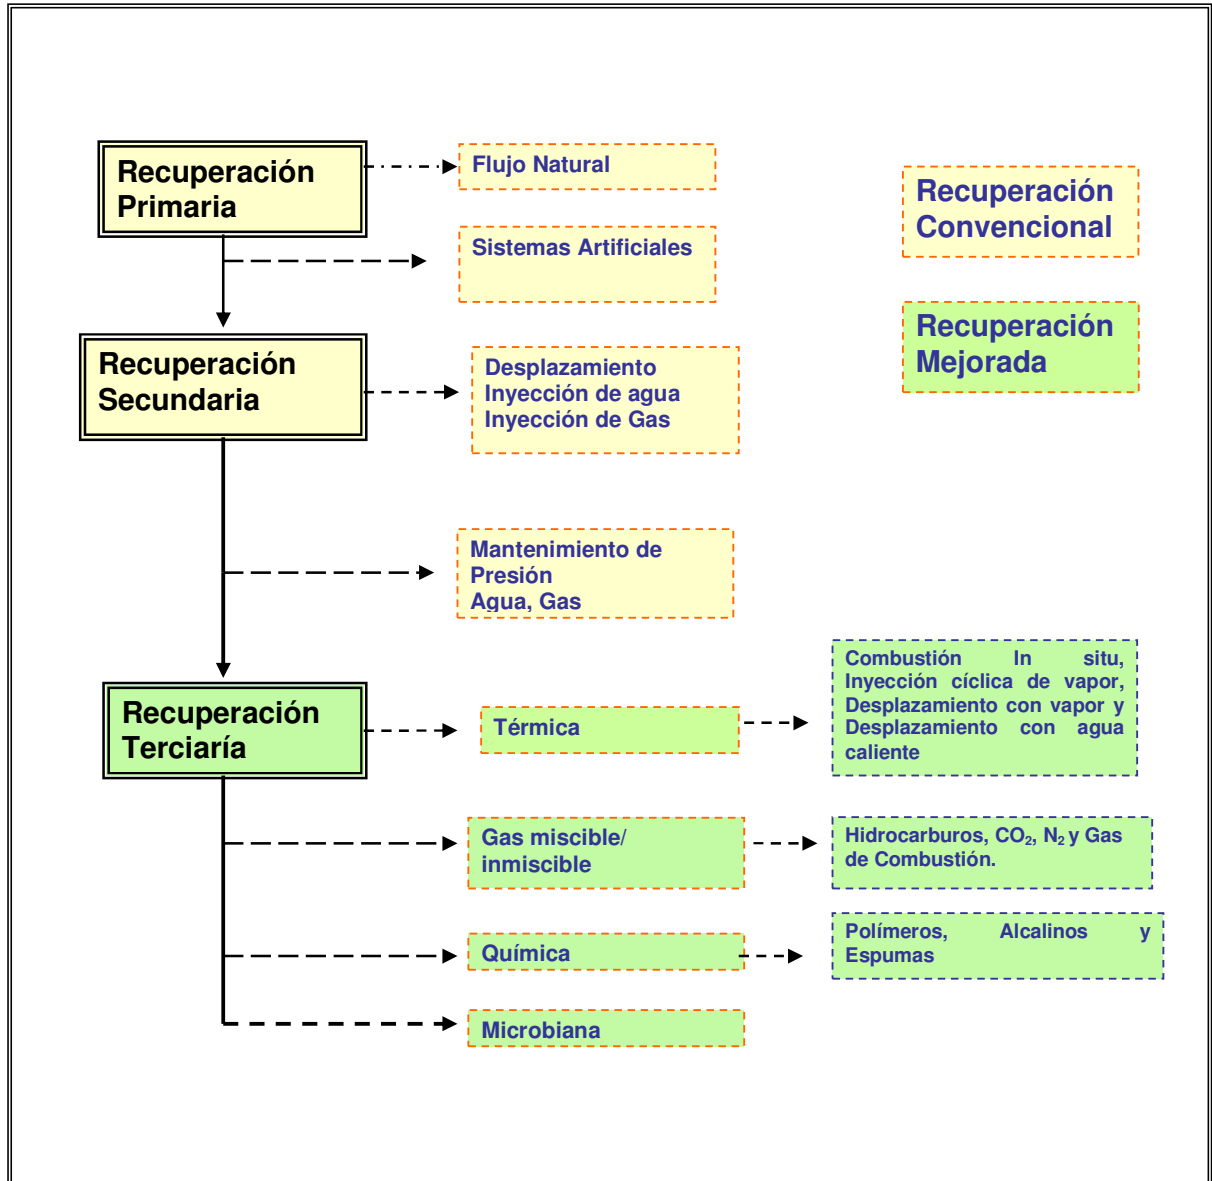 Recuperación
Primaria
Flujo Natural
Recuperación
Convencional
Sistemas Artificiales
Recuperación
Mejorada
Recuperación
Secundaria
Desplazamiento
Inyección de agua
Inyección de Gas
Mantenimiento de
Presión
Agua, Gas
Recuperación
Terciaría
Térmica
Combustión In situ,
Inyección cíclica de vapor,
Desplazamiento con vapor y
Desplazamiento con agua
caliente
Gas miscible/
inmiscible
Hidrocarburos, CO₂, N₂ y Gas
de Combustión.
Química
Polímeros, Alcalinos y
Espumas
Microbiana